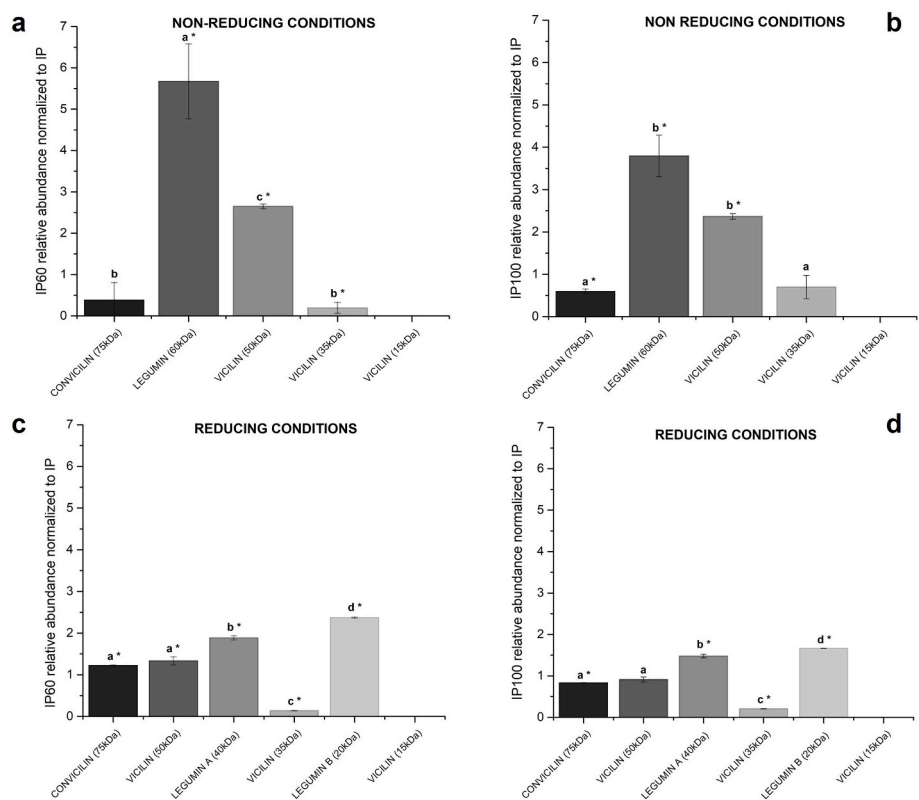 a
NON-REDUCING CONDITIONS
IP60 relative abundance normalized to IP
7
6
5
4
3
2
1
0
b
a *
c *
b *
CONVICILIN (75kDa)
LEGUMIN (60kDa)
VICILIN (50kDa)
VICILIN (35kDa)
VICILIN (15kDa)
b
NON REDUCING CONDITIONS
IP100 relative abundance normalized to IP
7
6
5
4
3
2
1
0
a *
b *
b *
a
CONVICILIN (75kDa)
LEGUMIN (60kDa)
VICILIN (50kDa)
VICILIN (35kDa)
VICILIN (15kDa)
c
REDUCING CONDITIONS
IP60 relative abundance normalized to IP
7
6
5
4
3
2
1
0
a *
a *
b *
c *
d *
CONVICILIN (75kDa)
VICILIN (50kDa)
LEGUMIN A (40kDa)
VICILIN (35kDa)
LEGUMIN B (20kDa)
VICILIN (15kDa)
d
REDUCING CONDITIONS
IP100 relative abundance normalized to IP
7
6
5
4
3
2
1
0
a *
a
b *
c *
d *
CONVICILIN (75kDa)
VICILIN (50kDa)
LEGUMIN A (40kDa)
VICILIN (35kDa)
LEGUMIN B (20kDa)
VICILIN (15kDa)